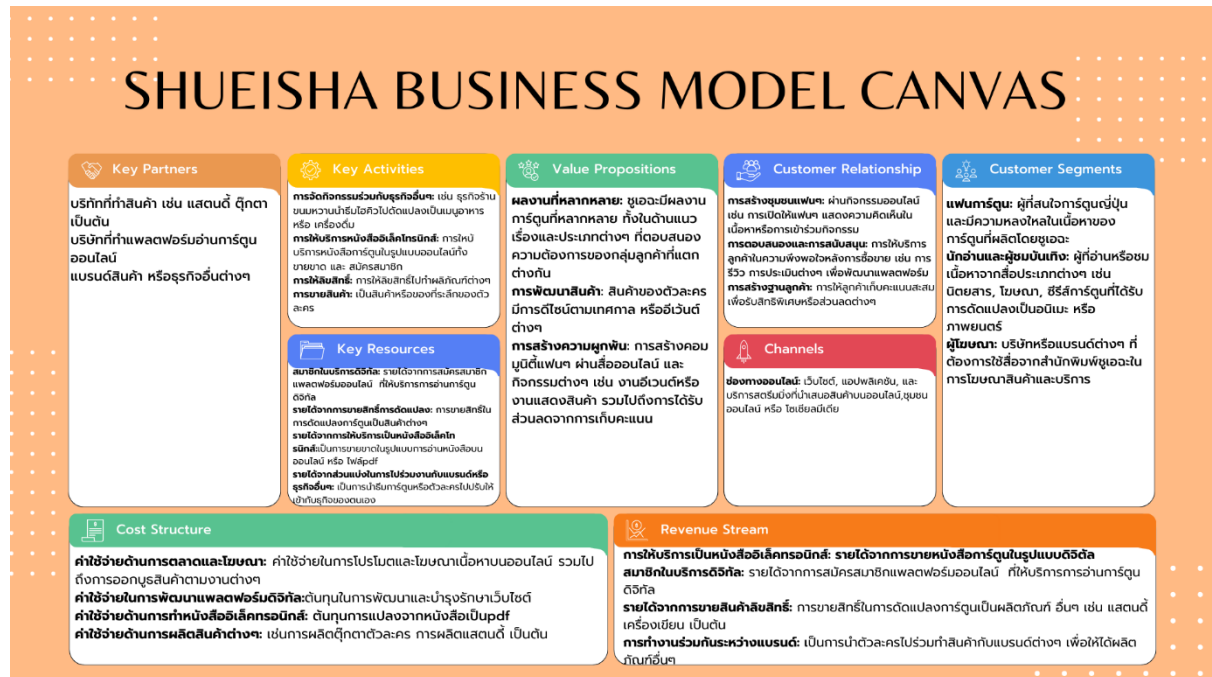 SHUEISHA BUSINESS MODEL CANVAS
Key Partners
บริทักที่ทำสินค้า เช่น แสตนดี้ ตุ๊กตา
เป็นต้น
บริษัทที่ทำแพลตฟอร์มอ่านการ์ตูน
ออนไลน์
แบรนด์สินค้า หรือธุรกิจอื่นต่างๆ
Key Activities
การจัดกิจกรรมร่วมกับธุรกิจอื่นๆ: เช่น ธุรกิจร้าน
ขนมหวานนำธีมไฮคิวไปดัดแปลงเป็นเมนูอาหาร
หรือ เครื่องดื่ม
การให้บริการหนังสืออิเล็คโทรนิกส์: การให้บ
บริการหนังสือการ์ตูนในรูปแบบออนไลน์ทั้ง
ขายขาด และ สมัครสมาชิก
การให้ลิขสิทธิ์: การให้ลิขสิทธิ์ไปทำผลิตภัณฑ์ต่างๆ
การขายสินค้า: เป็นสินค้าหรือของที่ระลึกของตัว
ละคร
Key Resources
สมาชิกในบริการดิจิทัล: รายได้จากการสมัครสมาชิก
แพลตฟอร์มออนไลน์ ที่ให้บริการการอ่านการ์ตูน
ดิจิทัล
รายได้จากการขายสิทธิ์การดัดแปลง: การขายสิทธิ์ใน
การดัดแปลงการ์ตูนเป็นสินค้าต่างๆ
รายได้จากการให้บริการเป็นหนังสืออิเล็คโท
รนิกส์:เป็นการขายขาดในรูปแบบการอ่านหนังสือบน
ออนไลน์ หรือ ไฟล์pdf
รายได้จากส่วนแบ่งในการไปร่วมงานกับแบรนด์หรือ
ธุรกิจอื่นๆ: เป็นการนำธีมการ์ตูนหรือตัวละครไปปรับให้
เข้ากับธุกิจของตนเอง
Value Propositions
ผลงานที่หลากหลาย: ชูเอฉะมีผลงาน
การ์ตูนที่หลากหลาย ทั้งในด้านแนว
เรื่องและประเภทต่างๆ ที่ตอบสนอง
ความต้องการของกลุ่มลูกค้าที่แตก
ต่างกัน
การพัฒนาสินค้า: สินค้าของตัวละคร
มีการดีไซน์ตามเทศกาล หรืออีเว้นต์
ต่างๆ
การสร้างความผูกพัน: การสร้างคอม
มูนิตี้แฟนๆ ผ่านสื่อออนไลน์ และ
กิจกรรมต่างๆ เช่น งานอีเวนต์หรือ
งานแสดงสินค้า รวมไปถึงการได้รับ
ส่วนลดจากการเก็บคะแนน
Customer Relationship
การสร้างชุมชนแฟนๆ: ผ่านกิจกรรมออนไลน์
เช่น การเปิดให้แฟนๆ แสดงความคิดเห็นใน
เนื้อหาหรือการเข้าร่วมกิจกรรม
การตอบสนองและการสนับสนุน: การให้บริการ
ลูกค้าในความพึงพอใจหลังการซื้อขาย เช่น การ
รีวิว การประเมินต่างๆ เพื่อพัฒนาแพลตฟอร์ม
การสร้างฐานลูกค้า: การให้ลูกค้าเก็บคะแนนสะสม
เพื่อรับสิทธิพิเศษหรือส่วนลดต่างๆ
Channels
ช่องทางออนไลน์: เว็บไซต์, แอปพลิเคชัน, และ
บริการสตรีมมิ่งที่นำเสนอสินค้าบนออนไลน์,ชุมชน
ออนไลน์ หรือ โซเชียลมีเดีย
Customer Segments
แฟนการ์ตูน: ผู้ที่สนใจการ์ตูนญี่ปุ่น
และมีความหลงใหลในเนื้อหาของ
การ์ตูนที่ผลิตโดยชูเอฉะ
นักอ่านและผู้ชมบันเทิง: ผู้ที่อ่านหรือชม
เนื้อหาจากสื่อประเภทต่างๆ เช่น
นิตยสาร, โฆษณา, ซีรีส์การ์ตูนที่ได้รับ
การดัดแปลงเป็นอนิเมะ หรือ
ภาพยนตร์
ผู้โฆษณา: บริษัทหรือแบรนด์ต่างๆ ที่
ต้องการใช้สื่อจากสำนักพิมพ์ชูเอฉะใน
การโฆษณาสินค้าและบริการ
Cost Structure
ค่าใช้จ่ายด้านการตลาดและโฆษณา: ค่าใช้จ่ายในการโปรโมตและโฆษณาเนื้อหาบนออนไลน์ รวมไป
ถึงการออกบูธสินค้าตามงานต่างๆ
ค่าใช้จ่ายในการพัฒนาแพลตฟอร์มดิจิทัล:ต้นทุนในการพัฒนาและบำรุงรักษาเว็บไซต์
ค่าใช้จ่ายด้านการทำหนังสืออิเล็คทรอนิกส์: ต้นทุนการแปลงจากหนังสือเป็นpdf
ค่าใช้จ่ายด้านการผลิตสินค้าต่างๆ: เช่นการผลิตตุ๊กตาตัวละคร การผลิตแสตนดี้ เป็นต้น
Revenue Stream
การให้บริการเป็นหนังสืออิเล็คทรอนิกส์: รายได้จากการขายหนังสือการ์ตูนในรูปแบบดิจิตัล
สมาชิกในบริการดิจิทัล: รายได้จากการสมัครสมาชิกแพลตฟอร์มออนไลน์ ที่ให้บริการการอ่านการ์ตูน
ดิจิทัล
รายได้จากการขายสินค้าลิขสิทธิ์: การขายสิทธิ์ในการดัดแปลงการ์ตูนเป็นผลิตภัณฑ์ อื่นๆ เช่น แสตนดี้
เครื่องเขียน เป็นต้น
การทำงานร่วมกันระหว่างแบรนด์: เป็นการนำตัวละครไปร่วมทำสินค้ากับแบรนด์ต่างๆ เพื่อให้ได้ผลิต
ภัณฑ์อื่นๆ